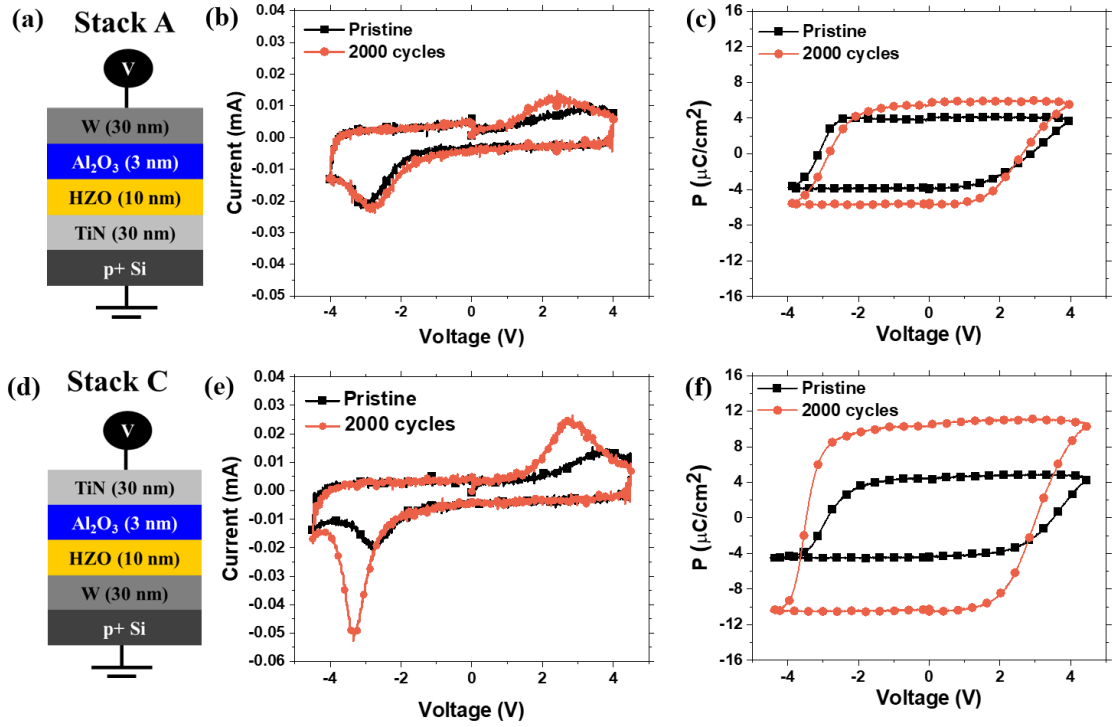 (a)
Stack A
V
W (30 nm)
Al₂O₃ (3 nm)
HZO (10 nm)
TiN (30 nm)
p+ Si
(b)
0.04
0.03
0.02
0.01
0.00
-0.01
-0.02
-0.03
-0.04
0.05
Current (mA)
Pristine
2000 cycles
-4
-2
0
2
4
Voltage (V)
(c)
16
12
8
4
0
-4
-8
-12
-16
P (μC/cm²)
Pristine
2000 cycles
-4
-2
0
2
4
Voltage (V)
(d)
Stack C
V
TiN (30 nm)
Al₂O₃ (3 nm)
HZO (10 nm)
W (30 nm)
p+ Si
(e)
0.04
0.03
0.02
0.01
0.00
-0.01
-0.02
-0.03
-0.04
-0.05
-0.06
Current (mA)
Pristine
2000 cycles
-4
-2
0
2
4
Voltage (V)
(f)
16
12
8
4
0
-4
-8
-12
-16
P (μC/cm²)
Pristine
2000 cycles
-4
-2
0
2
4
Voltage (V)